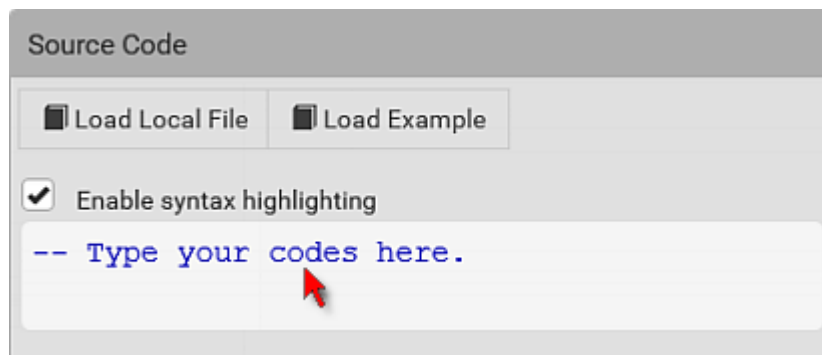 Source Code
Load Local File Load Example
Enable syntax highlighting
-- Type your codes here.